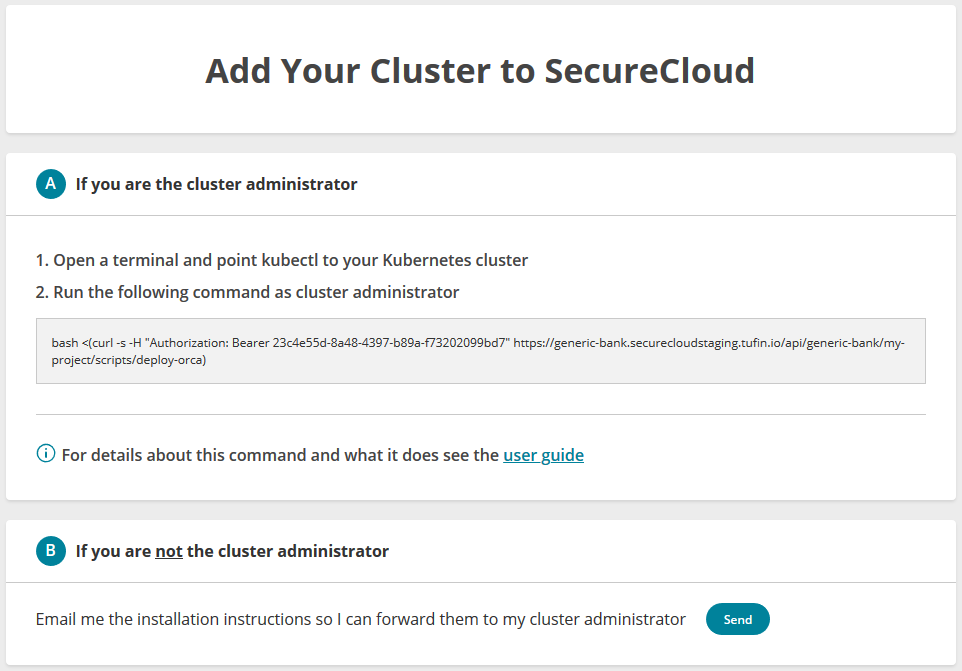 Add Your Cluster to SecureCloud
A If you are the cluster administrator
1. Open a terminal and point kubectl to your Kubernetes cluster
2. Run the following command as cluster administrator
bash <(curl -s -H "Authorization: Bearer 23c4e55d-8a48-4397-b89a-f73202099bd7" https://generic-bank.securecloudstaging.tufin.io/api/generic-bank/my-
project/scripts/deploy-orca)
i For details about this command and what it does see the user guide
B If you are not the cluster administrator
Email me the installation instructions so I can forward them to my cluster administrator Send